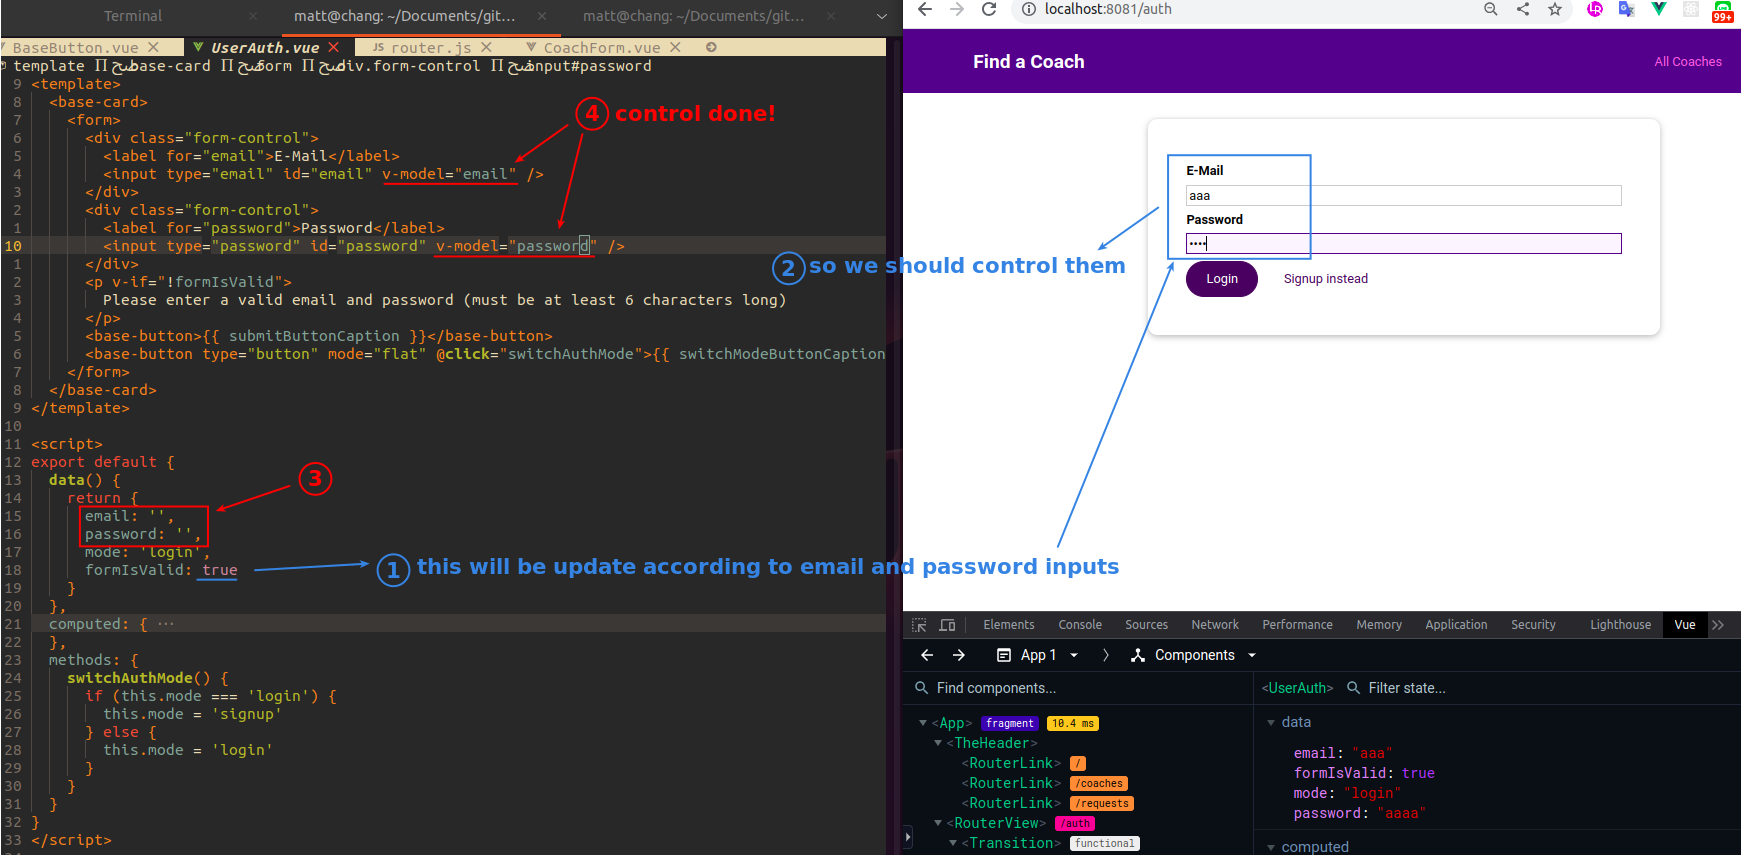 Terminal × matt@chang: ~/Documents/git... × matt@chang: ~/Documents/git... ×
BaseButton.vue × UserAuth.vue × JS router.js × CoachForm.vue ×
template base-card form div.form-control input#password
9 <template>
8 <base-card>
7 <form>
6 <div class="form-control">
5 <label for="email">E-Mail</label>
4 <input type="email" id="email" v-model="email" />
3 </div>
2 <div class="form-control">
1 <label for="password">Password</label>
10 <input type="password" id="password" v-model="password" />
1 </div>
2 <p v-if="!formIsValid">
3 Please enter a valid email and password (must be at least 6 characters long)
4 </p>
5 <base-button>{{ submitButtonCaption }}</base-button>
6 <base-button type="button" mode="flat" @click="switchAuthMode">{{ switchModeButtonCaption
7 </form>
8 </base-card>
9 </template>
10
11 <script>
12 export default {
13 data() {
14 return {
15 email: '',
16 password: '',
17 mode: 'login',
18 formIsValid: true
19 }
20 },
21 computed: { ···
22 },
23 methods: {
24 switchAuthMode() {
25 if (this.mode === 'login') {
26 this.mode = 'signup'
27 } else {
28 this.mode = 'login'
29 }
30 }
31 }
32 }
33 </script>
4 control done!
2 so we should control them
3
1 this will be update according to email and password inputs
localhost:8081/auth
99+
Find a Coach
All Coaches
E-Mail
aaa
Password
••••
Login Signup instead
Elements Console Sources Network Performance Memory Application Security Lighthouse Vue »
App 1 Components
Find components...
<App> fragment 10.4 ms
<TheHeader>
<RouterLink> /
<RouterLink> /coaches
<RouterLink> /requests
<RouterView> /auth
<Transition> functional
<UserAuth> Filter state...
data
email: "aaa"
formIsValid: true
mode: "login"
password: "aaaa"
computed